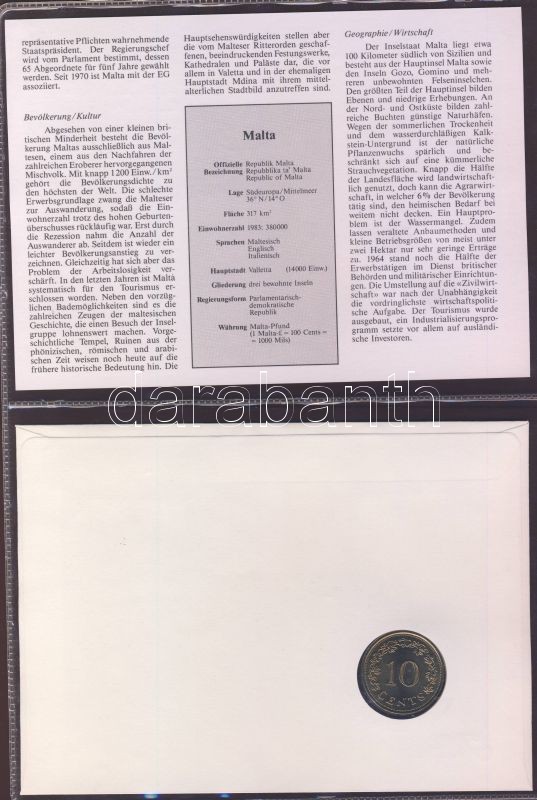 repräsentative Pflichten wahrnehmende
Staatspräsident. Der Regierungschef
wird vom Parlament bestimmt, dessen
65 Abgeordnete für fünf Jahre gewählt
werden. Seit 1970 ist Malta mit der EG
assoziiert.
Bevölkerung/Kultur
Abgesehen von einer kleinen bri-
tischen Minderheit besteht die Bevöl-
kerung Maltas ausschließlich aus Mal-
tesen, einem aus den Nachfahren der
zahlreichen Eroberer hervorgegangenen
Mischvolk. Mit knapp 1200 Einw./km²
gehört die Bevölkerungsdichte zu
den höchsten der Welt. Die schlechte
Erwerbsgrundlage zwang die Malteser
zur Auswanderung, sodaß die Ein-
wohnerzahl trotz des hohen Geburten-
überschusses rückläufig war. Erst durch
die Rezession nahm die Anzahl der
Auswanderer ab. Seitdem ist wieder ein
leichter Bevölkerungsanstieg zu ver-
zeichnen. Gleichzeitig hat sich aber das
Problem der Arbeitslosigkeit ver-
schärft. In den letzten Jahren ist Malta
systematisch für den Tourismus er-
schlossen worden. Neben den vorzüg-
lichen Bademöglichkeiten sind es die
zahlreichen Zeugen der maltesischen
Geschichte, die einen Besuch der Insel-
gruppe lohnenswert machen. Vorge-
schichtliche Tempel, Ruinen aus der
phönizischen, römischen und arabi-
schen Zeit weisen noch heute auf die
frühere historische Bedeutung hin. Die
Hauptsehenswürdigkeiten stellen aber
die vom Malteser Ritterorden geschaf-
fenen, beeindruckenden Festungswerke,
Kathedralen und Paläste dar, die vor
allem in Valetta und in der ehemaligen
Hauptstadt Mdina mit ihrem mittel-
alterlichen Stadtbild anzutreffen sind.
Malta
Offizielle Republik Malta
Bezeichnung Repubblika ta' Malta
Republic of Malta
Lage Südeuropa/Mittelmeer
36° N/14° O
Fläche 317 km²
Einwohnerzahl 1983: 380000
Sprachen Maltesisch
Englisch
Italienisch
Hauptstadt Valletta (14000 Einw.)
Gliederung drei bewohnte Inseln
Regierungsform Parlamentarisch-
demokratische
Republik
Währung Malta-Pfund
(1 Malta-£ = 100 Cents =
= 1000 Mils)
Geographie/Wirtschaft
Der Inselstaat Malta liegt etwa
100 Kilometer südlich von Sizilien und
besteht aus der Hauptinsel Malta sowie
den Inseln Gozo, Gomino und meh-
reren unbewohnten Felseninselchen.
Den größten Teil der Hauptinsel bilden
Ebenen und niedrige Erhebungen. An
der Nord- und Ostküste bilden zahl-
reiche Buchten günstige Naturhäfen.
Wegen der sommerlichen Trockenheit
und dem wasserdurchlässigen Kalk-
stein-Untergrund ist der natürliche
Pflanzenwuchs spärlich und be-
schränkt sich auf eine kümmerliche
Strauchvegetation. Knapp die Hälfte
der Landesfläche wird landwirtschaft-
lich genutzt, doch kann die Agrarwirt-
schaft, in welcher 6% der Bevölkerung
tätig sind, den heimischen Bedarf bei
weitem nicht decken. Ein Hauptpro-
blem ist der Wassermangel. Zudem
lassen veraltete Anbaumethoden und
kleine Betriebsgrößen von meist unter
zwei Hektar nur sehr geringe Erträge
zu. 1964 stand noch die Hälfte der
Erwerbstätigen im Dienst britischer
Behörden und militärischer Einrichtun-
gen. Die Umstellung auf die «Zivilwirt-
schaft» war nach der Unabhängigkeit
die vordringlichste wirtschaftspoliti-
sche Aufgabe. Der Tourismus wurde
ausgebaut, ein Industrialisierungspro-
gramm setzte vor allem auf ausländi-
sche Investoren.
darabanth
10
CENTS